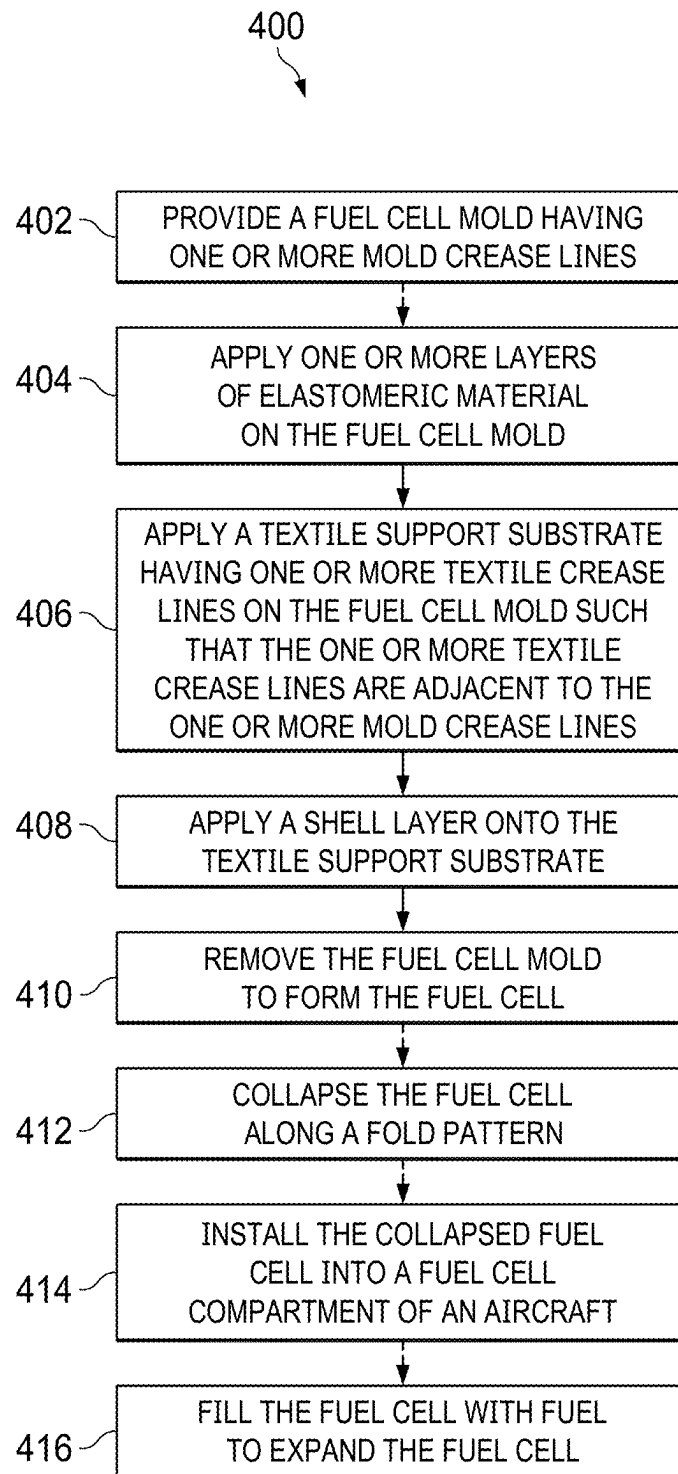 400
402
PROVIDE A FUEL CELL MOLD HAVING
ONE OR MORE MOLD CREASE LINES
404
APPLY ONE OR MORE LAYERS
OF ELASTOMERIC MATERIAL
ON THE FUEL CELL MOLD
406
APPLY A TEXTILE SUPPORT SUBSTRATE
HAVING ONE OR MORE TEXTILE CREASE
LINES ON THE FUEL CELL MOLD SUCH
THAT THE ONE OR MORE TEXTILE
CREASE LINES ARE ADJACENT TO THE
ONE OR MORE MOLD CREASE LINES
408
APPLY A SHELL LAYER ONTO THE
TEXTILE SUPPORT SUBSTRATE
410
REMOVE THE FUEL CELL MOLD
TO FORM THE FUEL CELL
412
COLLAPSE THE FUEL CELL
ALONG A FOLD PATTERN
414
INSTALL THE COLLAPSED FUEL
CELL INTO A FUEL CELL
COMPARTMENT OF AN AIRCRAFT
416
FILL THE FUEL CELL WITH FUEL
TO EXPAND THE FUEL CELL